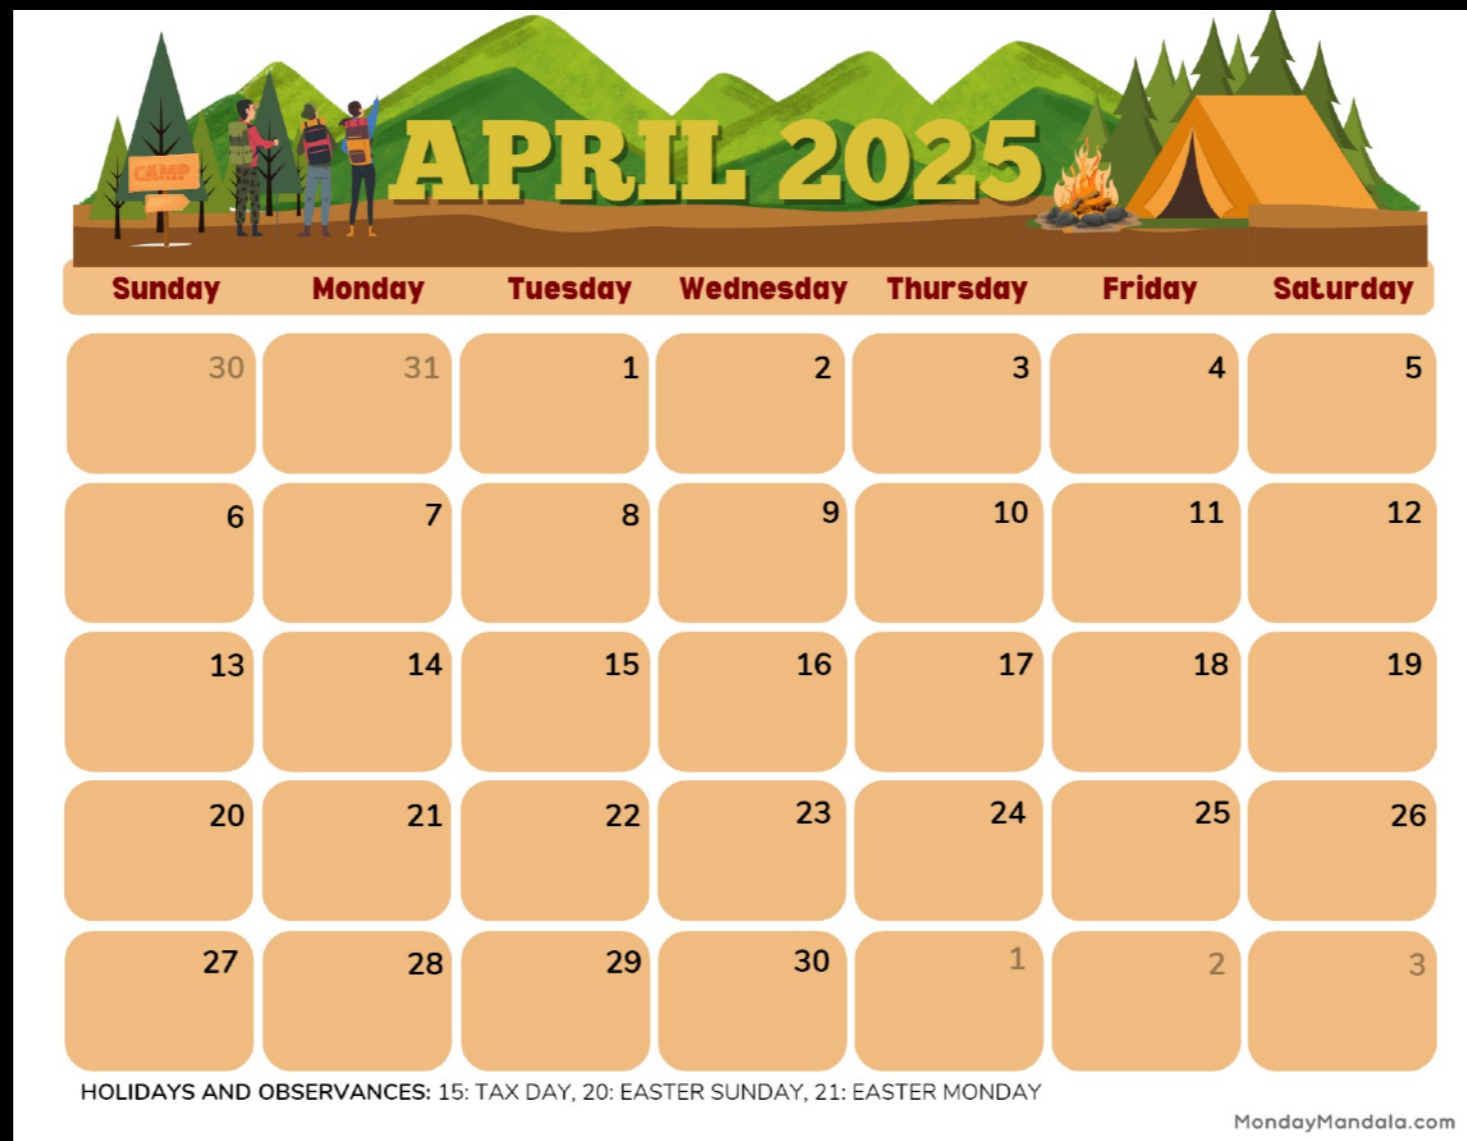 CAMP
APRIL 2025
Sunday Monday Tuesday Wednesday Thursday Friday Saturday
30 31 1 2 3 4 5
6 7 8 9 10 11 12
13 14 15 16 17 18 19
20 21 22 23 24 25 26
27 28 29 30 1 2 3
HOLIDAYS AND OBSERVANCES: 15: TAX DAY, 20: EASTER SUNDAY, 21: EASTER MONDAY
MondayMandala.com